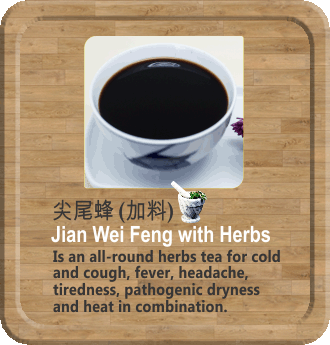 尖尾蜂 (加料)
Jian Wei Feng with Herbs
Is an all-round herbs tea for cold
and cough, fever, headache,
tiredness, pathogenic dryness
and heat in combination.